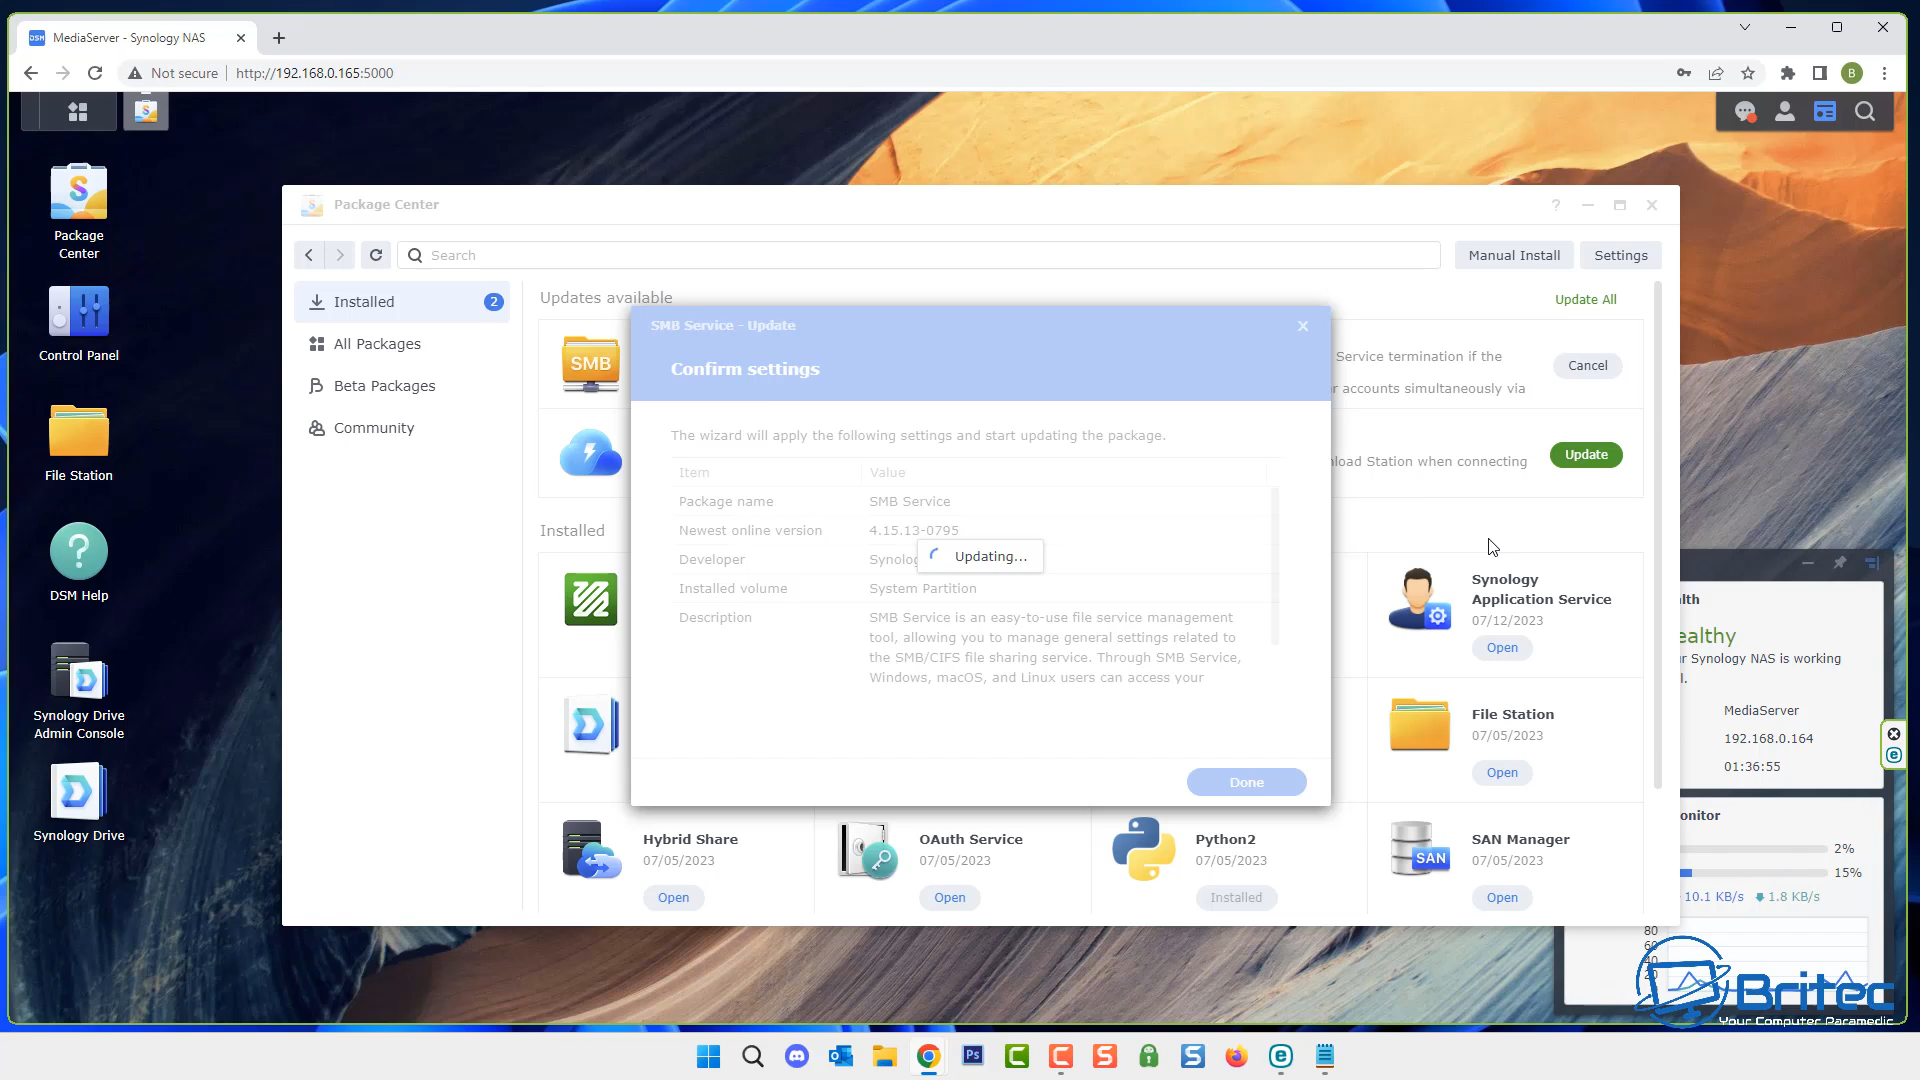 MediaServer - Synology NAS
Not secure
http://192.168.0.165:5000
B
Package
Center
Control Panel
File Station
DSM Help
Synology Drive
Admin Console
Synology Drive
Package Center
Search
Manual Install
Settings
Installed
2
All Packages
Beta Packages
Community
Updates available
Update All
SMB
Service termination if the
Cancel
r accounts simultaneously via
load Station when connecting
Update
SMB Service - Update
Confirm settings
The wizard will apply the following settings and start updating the package.
Item
Value
Package name
SMB Service
Newest online version
4.15.13-0795
Developer
Synolo
Updating...
Installed volume
System Partition
Description
SMB Service is an easy-to-use file service management
tool, allowing you to manage general settings related to
the SMB/CIFS file sharing service. Through SMB Service,
Windows, macOS, and Linux users can access your
Done
Installed
Synology
Application Service
07/12/2023
Open
File Station
07/05/2023
Open
Hybrid Share
07/05/2023
Open
OAuth Service
07/05/2023
Open
Python2
07/05/2023
Installed
SAN
SAN Manager
07/05/2023
Open
lth
ealthy
r Synology NAS is working
l.
MediaServer
192.168.0.164
01:36:55
onitor
2%
15%
10.1 KB/s
1.8 KB/s
80
60
40
20
Britec
Your Computer Paramedic
Ps